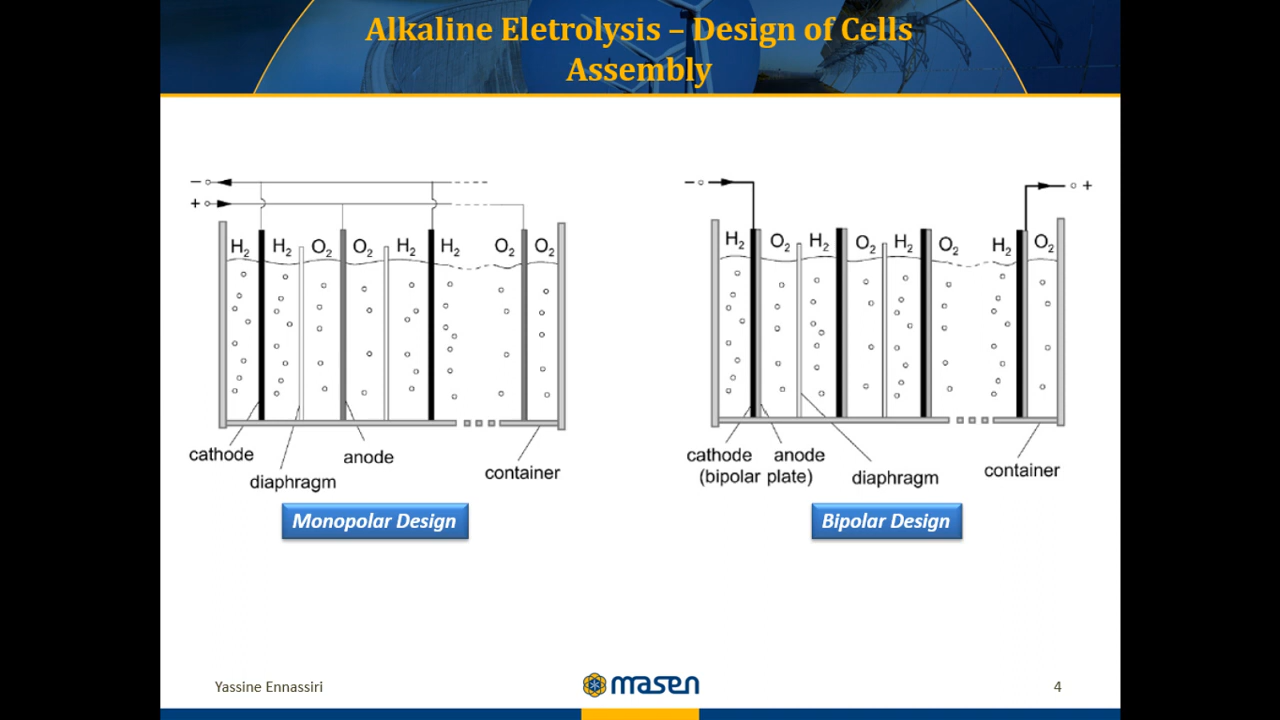 Alkaline Eletrolysis – Design of Cells
Assembly
–
+
H2 H2 O2 O2 H2 H2 O2 O2
cathode
diaphragm
anode
container
Monopolar Design
– +
H2 O2 H2 O2 H2 O2 H2 O2
cathode anode
(bipolar plate)
diaphragm
container
Bipolar Design
Yassine Ennassiri
masen
4